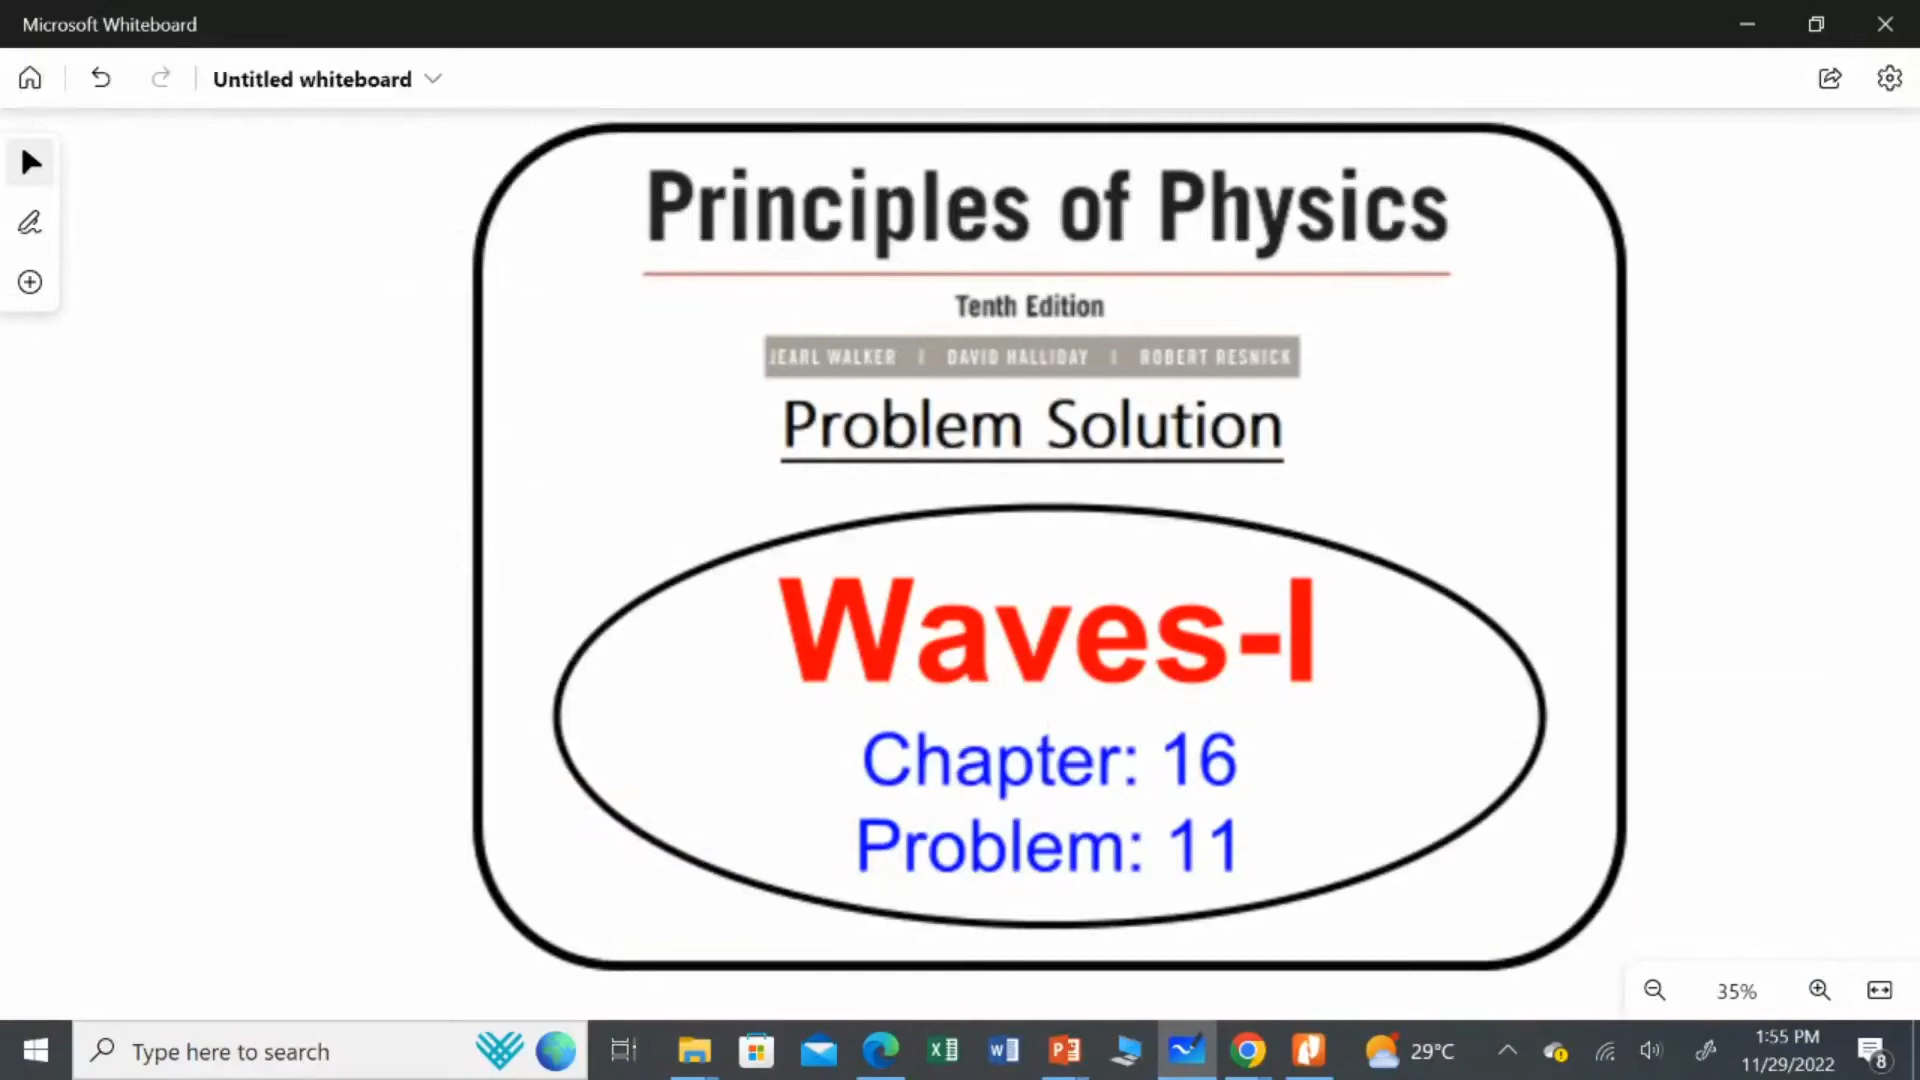 Microsoft Whiteboard
Untitled whiteboard
Principles of Physics
Tenth Edition
JEARL WALKER | DAVID HALLIDAY | ROBERT RESNICK
Problem Solution
Waves-I
Chapter: 16
Problem: 11
35%
Type here to search
29°C
1:55 PM
11/29/2022
8